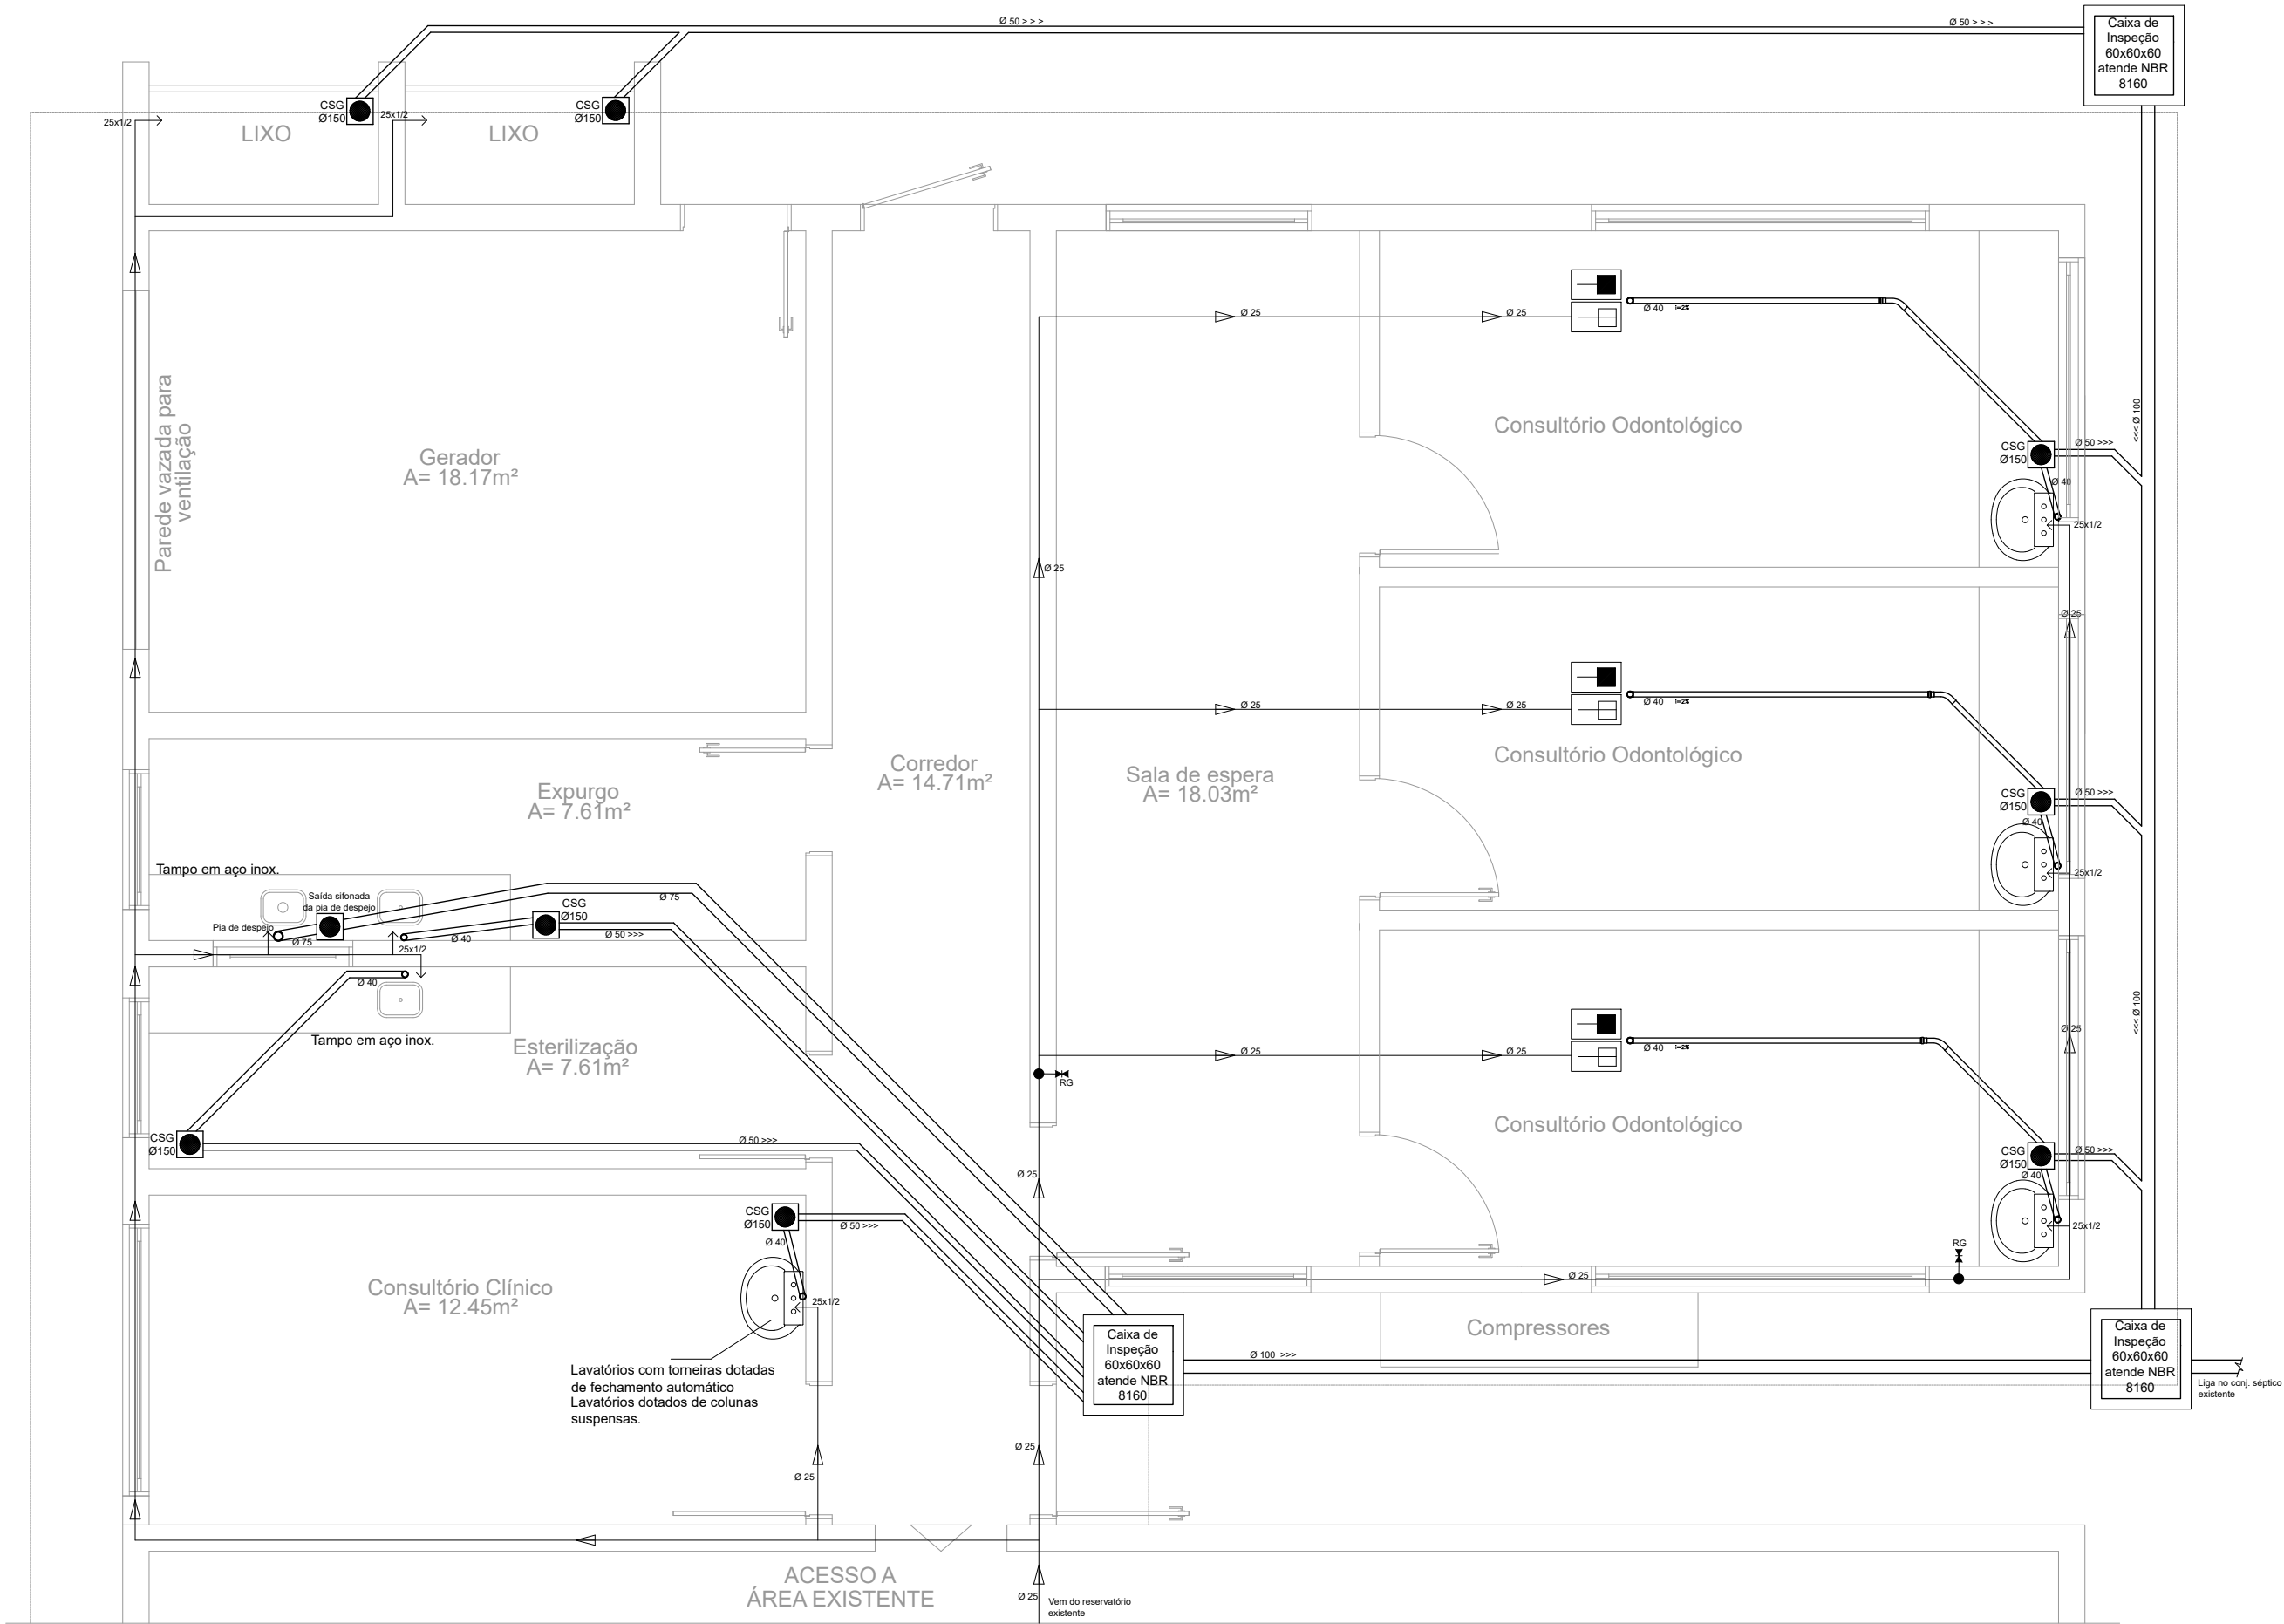 Ø 50 > > >
Ø 50 > > >
Caixa de
Inspeção
60x60x60
atende NBR
8160
CSG
Ø150
25x1/2
LIXO
25x1/2
CSG
Ø150
LIXO
Parede vazada para
ventilação
Gerador
A= 18.17m²
Ø 25
Ø 25
Ø 40
i=2%
Consultório Odontológico
<<< Ø 100
CSG
Ø150
Ø 50 >>>
Ø 40
25x1/2
Ø 25
Ø 25
Ø 25
Ø 25
Ø 40
i=2%
Consultório Odontológico
CSG
Ø150
Ø 50 >>>
Ø 40
25x1/2
Corredor
A= 14.71m²
Sala de espera
A= 18.03m²
Expurgo
A= 7.61m²
Tampo em aço inox.
Saída sifonada
da pia de despejo
Pia de despejo
Ø 75
Ø 75
CSG
Ø150
Ø 40
Ø 50 >>>
25x1/2
Ø 40
Tampo em aço inox.
Esterilização
A= 7.61m²
Ø 25
Ø 25
Ø 40
i=2%
<<< Ø 100
Ø 25
RG
Consultório Odontológico
CSG
Ø150
Ø 50 >>>
CSG
Ø150
Ø 50 >>>
Ø 40
25x1/2
Ø 25
CSG
Ø150
Ø 50 >>>
Ø 40
25x1/2
RG
Ø 25
Consultório Clínico
A= 12.45m²
Lavatórios com torneiras dotadas
de fechamento automático
Lavatórios dotados de colunas
suspensas.
Compressores
Caixa de
Inspeção
60x60x60
atende NBR
8160
Ø 100 >>>
Caixa de
Inspeção
60x60x60
atende NBR
8160
Liga no conj. séptico
existente
Ø 25
Ø 25
ACESSO A
ÁREA EXISTENTE
Ø 25
Vem do reservatório
existente